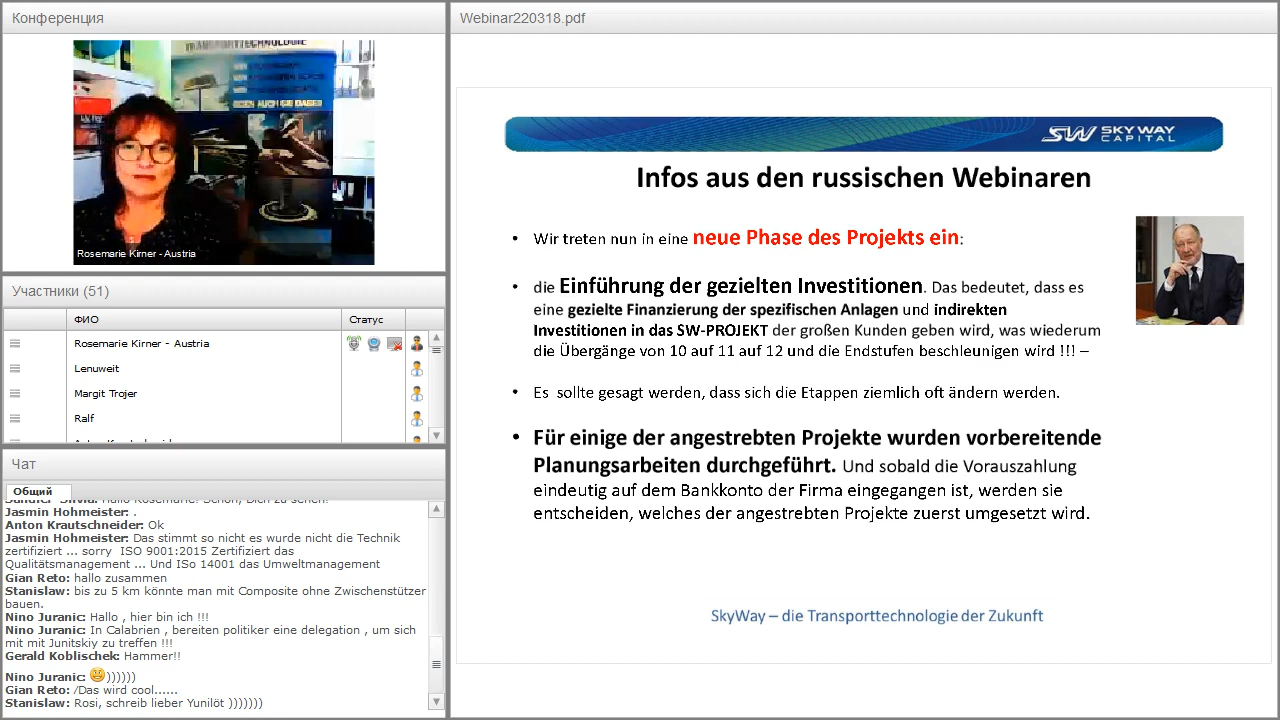 Конференция
Rosemarie Kirner - Austria
Участники (51)
ФИО
Статус
Rosemarie Kirner - Austria
Lenuweit
Margit Trojer
Ralf
Чат
Общий
Jasmin Hohmeister: .
Anton Krautschneider: Ok
Jasmin Hohmeister: Das stimmt so nicht es wurde nicht die Technik
zertifiziert ... sorry ISO 9001:2015 Zertifiziert das
Qualitätsmanagement ... Und ISo 14001 das Umweltmanagement
Gian Reto: hallo zusammen
Stanislaw: bis zu 5 km könnte man mit Composite ohne Zwischenstützer
bauen.
Nino Juranic: Hallo , hier bin ich !!!
Nino Juranic: In Calabrien , bereiten politiker eine delegation , um sich
mit mit Junitskiy zu treffen !!!
Gerald Koblischek: Hammer!!
Nino Juranic: ))))))
Gian Reto: /Das wird cool......
Stanislaw: Rosi, schreib lieber Yunilöt )))))))
Webinar220318.pdf
SW SKY WAY
CAPITAL
Infos aus den russischen Webinaren
• Wir treten nun in eine neue Phase des Projekts ein:
• die Einführung der gezielten Investitionen. Das bedeutet, dass es
eine gezielte Finanzierung der spezifischen Anlagen und indirekten
Investitionen in das SW-PROJEKT der großen Kunden geben wird, was wiederum
die Übergänge von 10 auf 11 auf 12 und die Endstufen beschleunigen wird !!! –
• Es sollte gesagt werden, dass sich die Etappen ziemlich oft ändern werden.
• Für einige der angestrebten Projekte wurden vorbereitende
Planungsarbeiten durchgeführt. Und sobald die Vorauszahlung
eindeutig auf dem Bankkonto der Firma eingegangen ist, werden sie
entscheiden, welches der angestrebten Projekte zuerst umgesetzt wird.
SkyWay – die Transporttechnologie der Zukunft